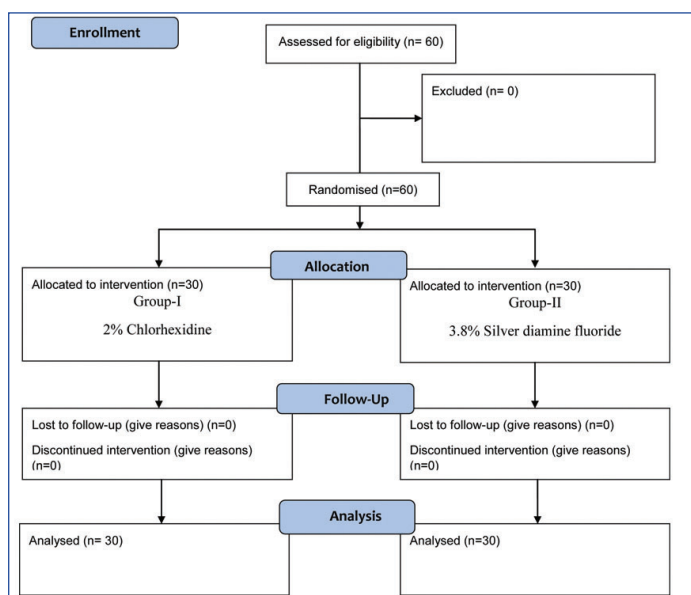 Enrollment
Assessed for eligibility (n= 60)
Excluded (n= 0)
Randomised (n=60)
Allocation
Allocated to intervention (n=30)
Group-I
2% Chlorhexidine
Allocated to intervention (n=30)
Group-II
3.8% Silver diamine fluoride
Follow-Up
Lost to follow-up (give reasons) (n=0)
Discontinued intervention (give reasons)
(n=0)
Lost to follow-up (give reasons) (n=0)
Discontinued intervention (give reasons)
(n=0)
Analysis
Analysed (n= 30)
Analysed (n=30)